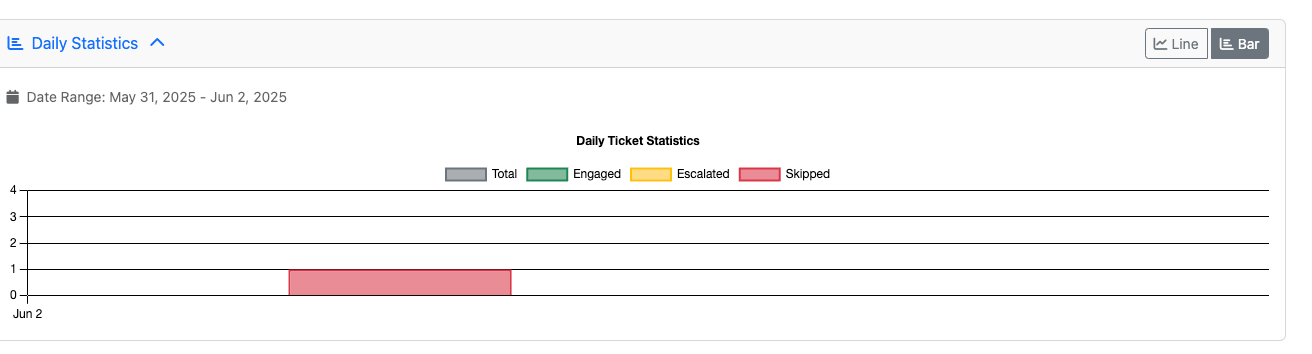 Daily Statistics
Line Bar
Date Range: May 31, 2025 - Jun 2, 2025
Daily Ticket Statistics
Total Engaged Escalated Skipped
4
3
2
1
0
Jun 2